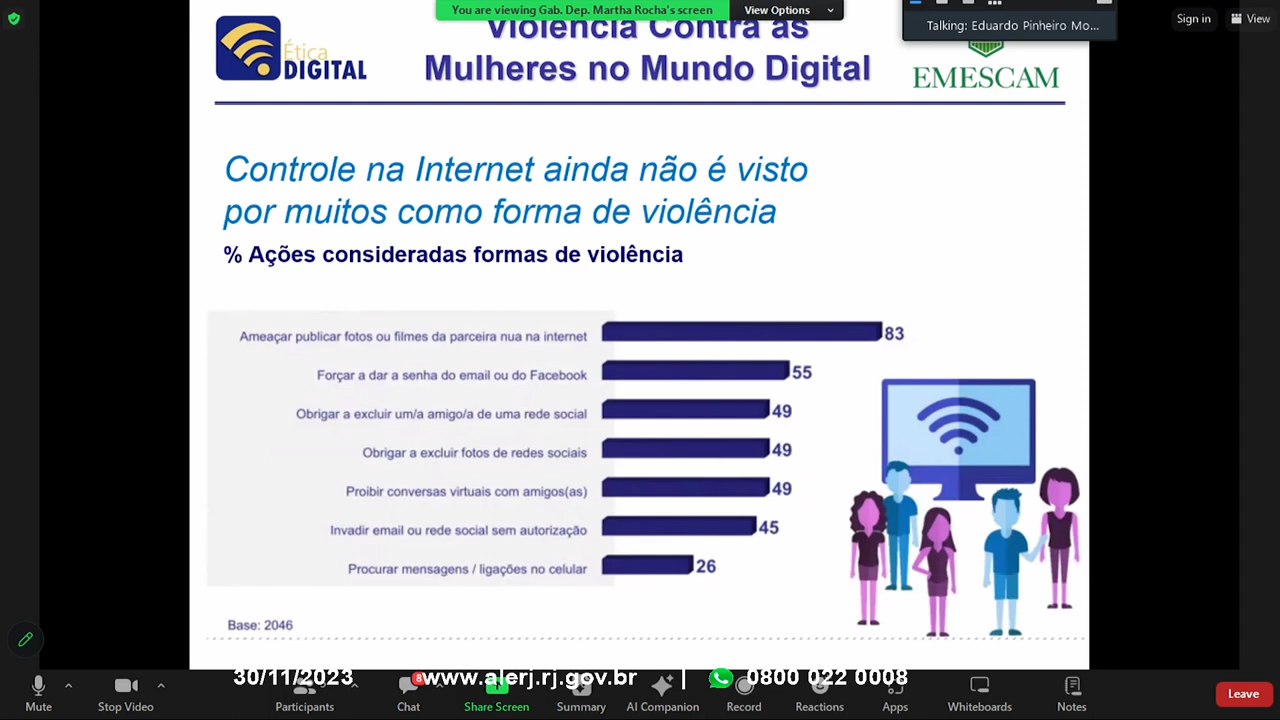 You are viewing Gab. Dep. Martha Rocha's screen
View Options
Talking: Eduardo Pinheiro Mo...
Sign in
View
Ética
DIGITAL
Violência Contra as
Mulheres no Mundo Digital
EMESCAM
Controle na Internet ainda não é visto
por muitos como forma de violência
% Ações consideradas formas de violência
Ameaçar publicar fotos ou filmes da parceira nua na internet 83
Forçar a dar a senha do email ou do Facebook 55
Obrigar a excluir um/a amigo/a de uma rede social 49
Obrigar a excluir fotos de redes sociais 49
Proibir conversas virtuais com amigos(as) 49
Invadir email ou rede social sem autorização 45
Procurar mensagens / ligações no celular 26
Base: 2046
30/11/2023 www.alerj.rj.gov.br | 0800 022 0008
8
Mute
Stop Video
Participants
Chat
Share Screen
Summary
AI Companion
Record
Reactions
Apps
Whiteboards
Notes
Leave